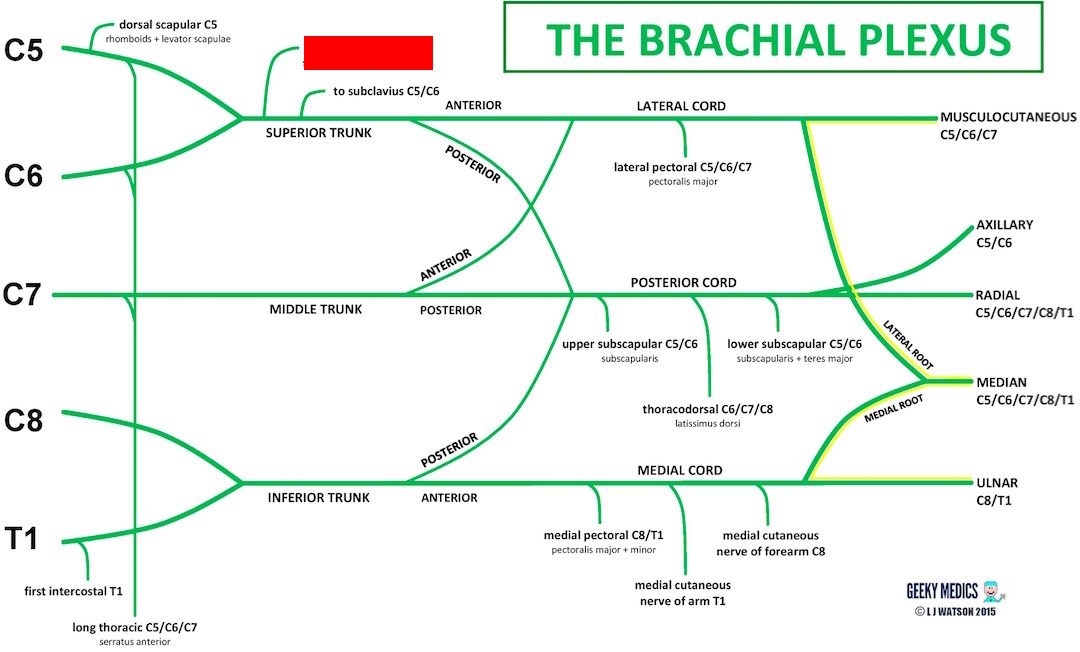 THE BRACHIAL PLEXUS
C5
dorsal scapular C5
rhomboids + levator scapulae
to subclavius C5/C6
ANTERIOR
LATERAL CORD
SUPERIOR TRUNK
MUSCULOCUTANEOUS
C5/C6/C7
POSTERIOR
lateral pectoral C5/C6/C7
pectoralis major
C6
AXILLARY
C5/C6
ANTERIOR
POSTERIOR CORD
C7
MIDDLE TRUNK
POSTERIOR
RADIAL
C5/C6/C7/C8/T1
upper subscapular C5/C6
subscapularis
lower subscapular C5/C6
subscapularis + teres major
LATERAL ROOT
MEDIAN
C5/C6/C7/C8/T1
thoracodorsal C6/C7/C8
latissimus dorsi
MEDIAL ROOT
C8
POSTERIOR
MEDIAL CORD
INFERIOR TRUNK
ANTERIOR
ULNAR
C8/T1
T1
medial pectoral C8/T1
pectoralis major + minor
medial cutaneous
nerve of forearm C8
first intercostal T1
medial cutaneous
nerve of arm T1
long thoracic C5/C6/C7
serratus anterior
GEEKY MEDICS
© L J WATSON 2015